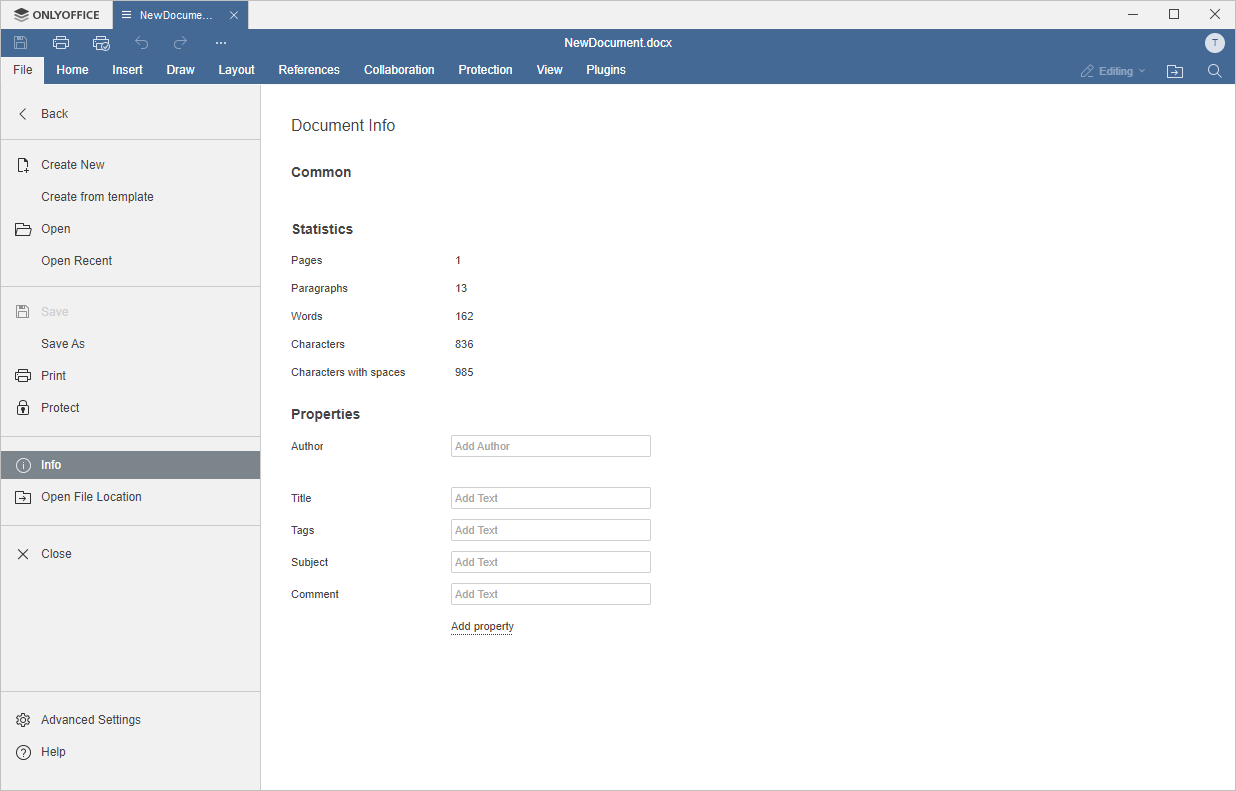 ONLYOFFICE
NewDocume...
NewDocument.docx
T
File Home Insert Draw Layout References Collaboration Protection View Plugins
Editing
Back
Create New
Create from template
Open
Open Recent
Save
Save As
Print
Protect
Info
Open File Location
Close
Advanced Settings
Help
Document Info
Common
Statistics
Pages 1
Paragraphs 13
Words 162
Characters 836
Characters with spaces 985
Properties
Author Add Author
Title Add Text
Tags Add Text
Subject Add Text
Comment Add Text
Add property